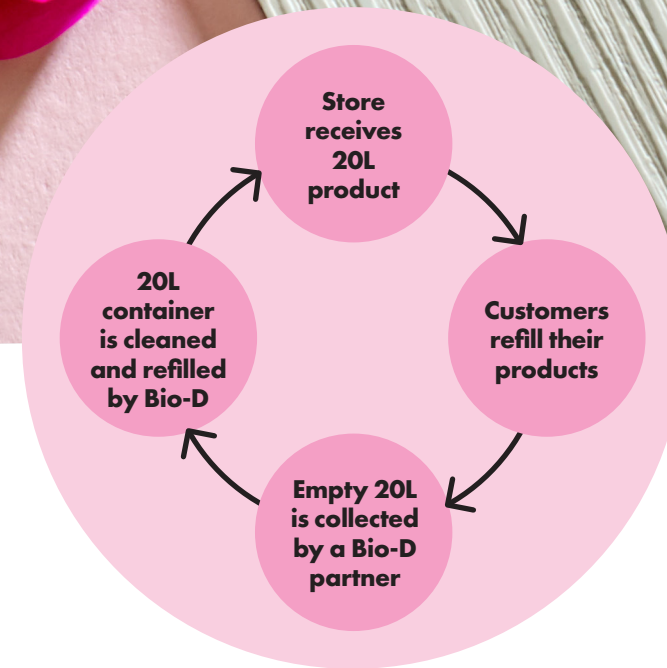 Store
receives
20L
product
Customers
refill their
products
Empty 20L
is collected
by a Bio-D
partner
20L
container
is cleaned
and refilled
by Bio-D